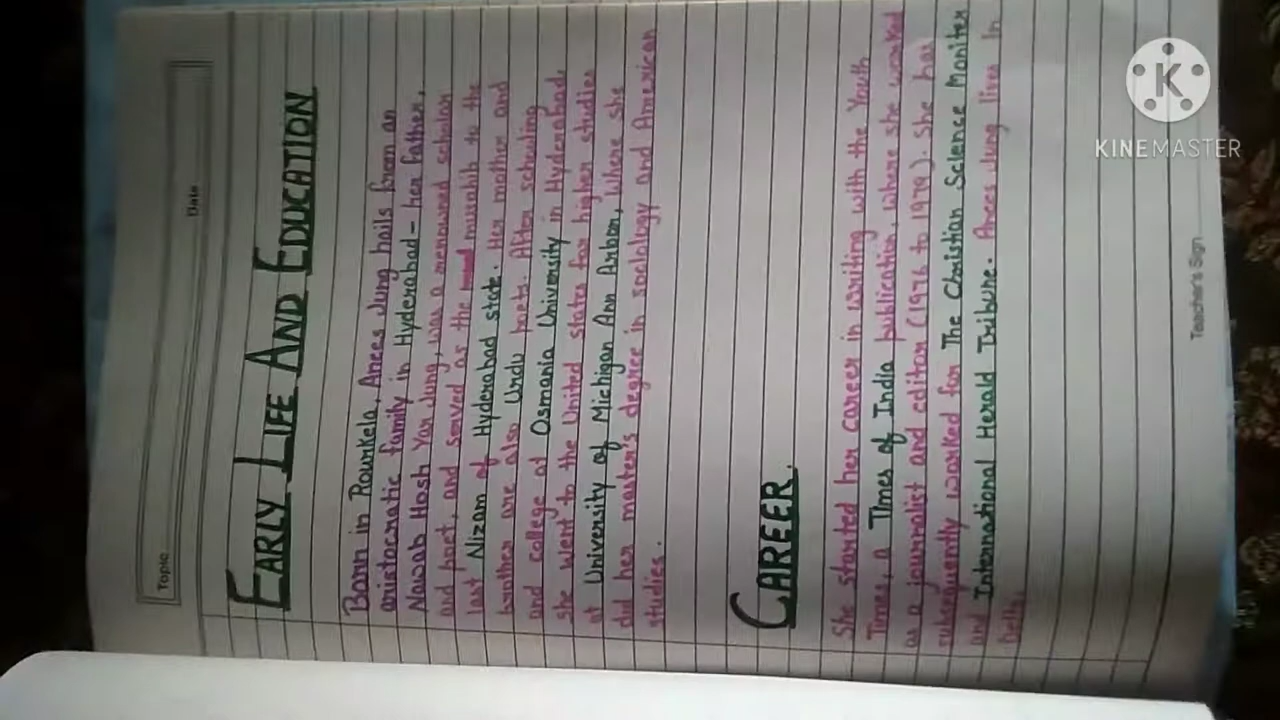 Topic
Date
EARLY LIFE AND EDUCATION
Born in Rourkela, Anees Jung hails from an
aristocratic family in Hyderabad - her father,
Nawab Hosh Yar Jung, was a renowned scholar
and poet, and served as the musahib to the
last Nizam of Hyderabad state. Her mother and
brother are also Urdu poets. After schooling
and college at Osmania University in Hyderabad,
she went to the United states for higher studies
at University of Michigan Ann Arbor, where she
did her master's degree in sociology and American
studies.
CAREER
She started her career in writing with the Youth
Times, a Times of India publication, where she worked
as a journalist and editor (1976 to 1979). She has
subsequently worked for The Christian Science Moniter
and International Herald Tribune. Anees Jung lives in
Delhi.
Teacher's Sign
KINEMASTER